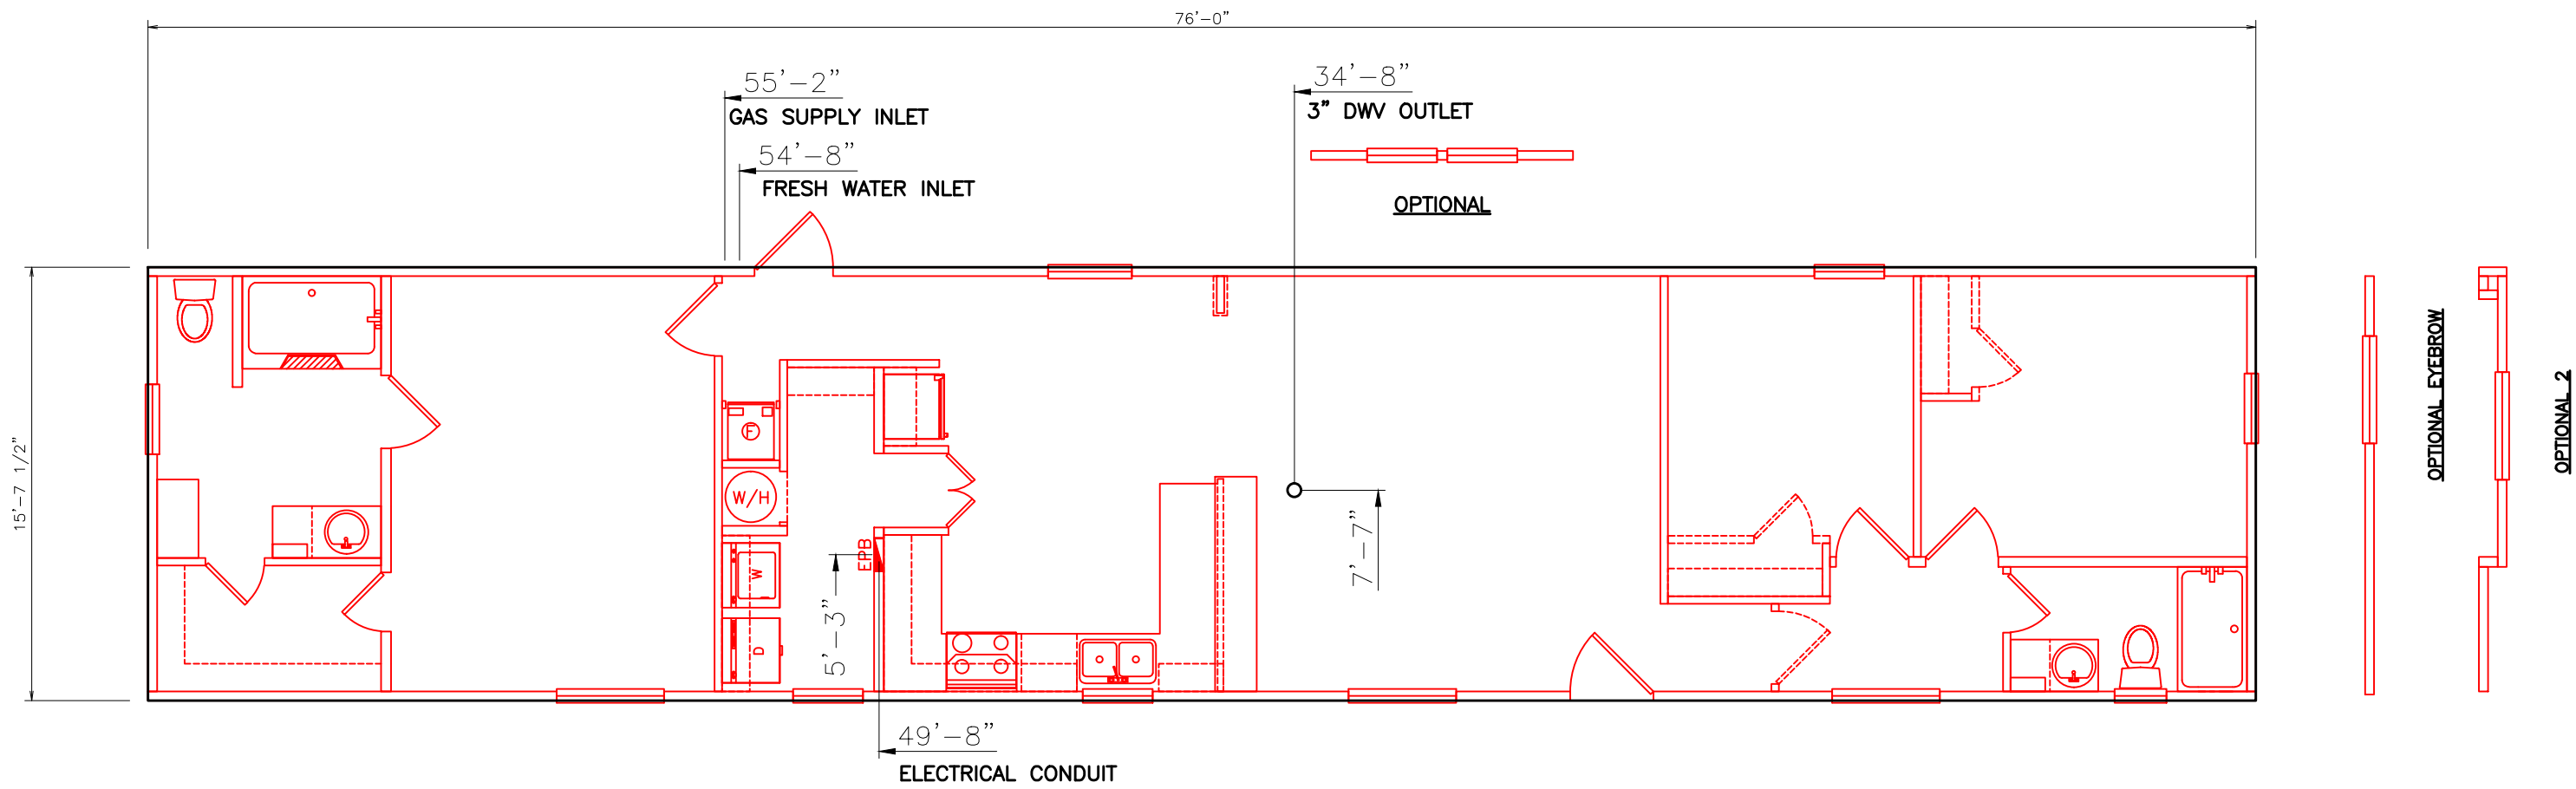 76'-0"
55'-2"
GAS SUPPLY INLET
54'-8"
FRESH WATER INLET
34'-8"
3" DWV OUTLET
OPTIONAL
15'-7 1/2"
F
W/H
W
D
EPB
5'-3"
7'-7"
49'-8"
ELECTRICAL CONDUIT
OPTIONAL EYEBROW
OPTIONAL 2